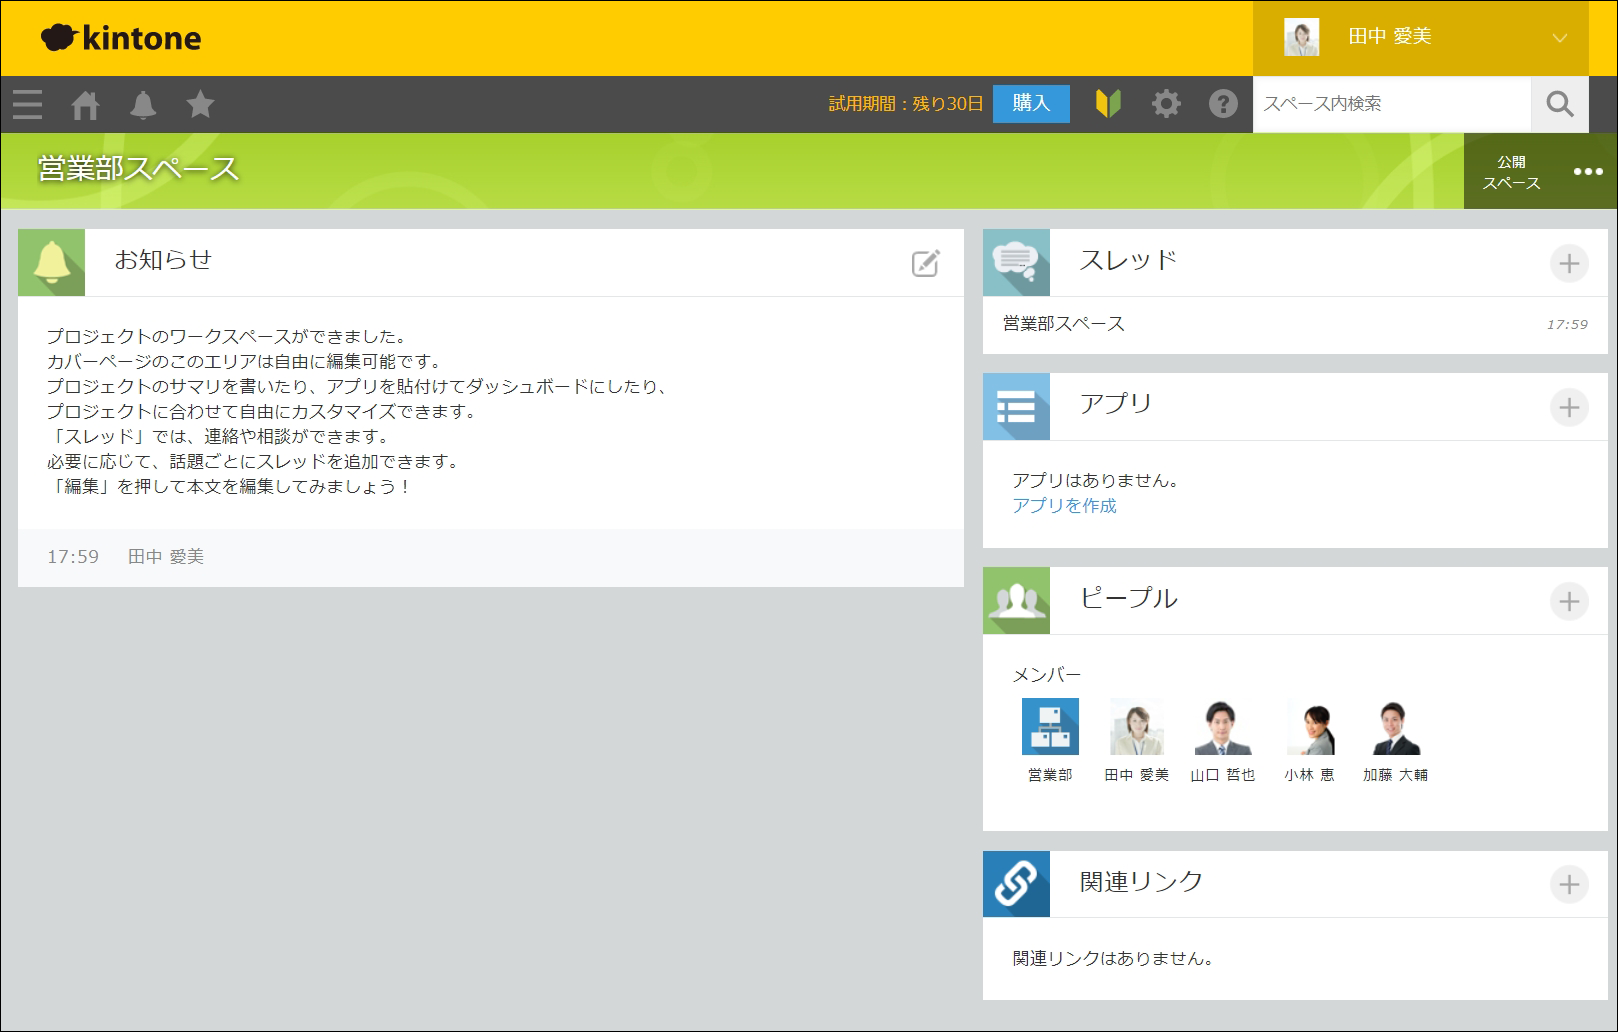 kintone
田中 愛美
試用期間：残り30日
購入
スペース内検索
営業部スペース
公開
スペース
お知らせ
プロジェクトのワークスペースができました。
カバーページのこのエリアは自由に編集可能です。
プロジェクトのサマリを書いたり、アプリを貼付けてダッシュボードにしたり、
プロジェクトに合わせて自由にカスタマイズできます。
「スレッド」では、連絡や相談ができます。
必要に応じて、話題ごとにスレッドを追加できます。
「編集」を押して本文を編集してみましょう！
17:59 田中 愛美
スレッド
営業部スペース 17:59
アプリ
アプリはありません。
アプリを作成
ピープル
メンバー
営業部 田中 愛美 山口 哲也 小林 恵 加藤 大輔
関連リンク
関連リンクはありません。